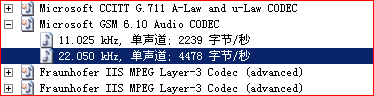 Microsoft CCITT G.711 A-Law and u-Law CODEC
Microsoft GSM 6.10 Audio CODEC
11.025 kHz, 单声道; 2239 字节/秒
22.050 kHz, 单声道; 4478 字节/秒
Fraunhofer IIS MPEG Layer-3 Codec (advanced)
Fraunhofer IIS MPEG Layer-3 Codec (advanced)